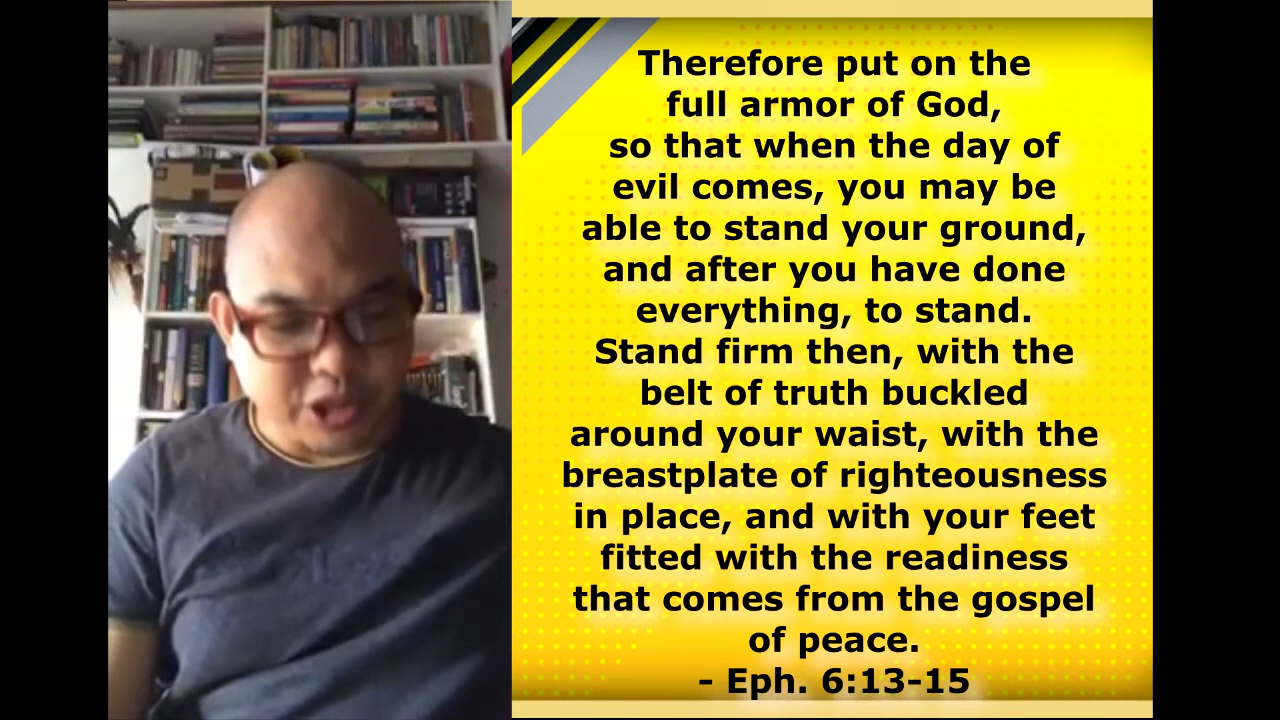 Therefore put on the
full armor of God,
so that when the day of
evil comes, you may be
able to stand your ground,
and after you have done
everything, to stand.
Stand firm then, with the
belt of truth buckled
around your waist, with the
breastplate of righteousness
in place, and with your feet
fitted with the readiness
that comes from the gospel
of peace.
- Eph. 6:13-15